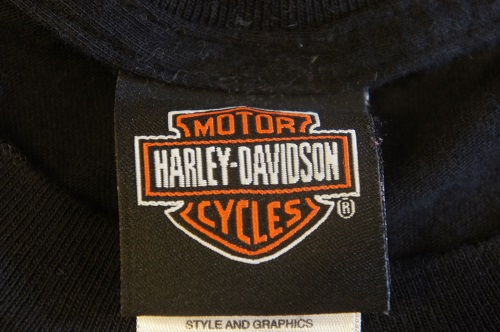 MOTOR
HARLEY-DAVIDSON
CYCLES
®
STYLE AND GRAPHICS